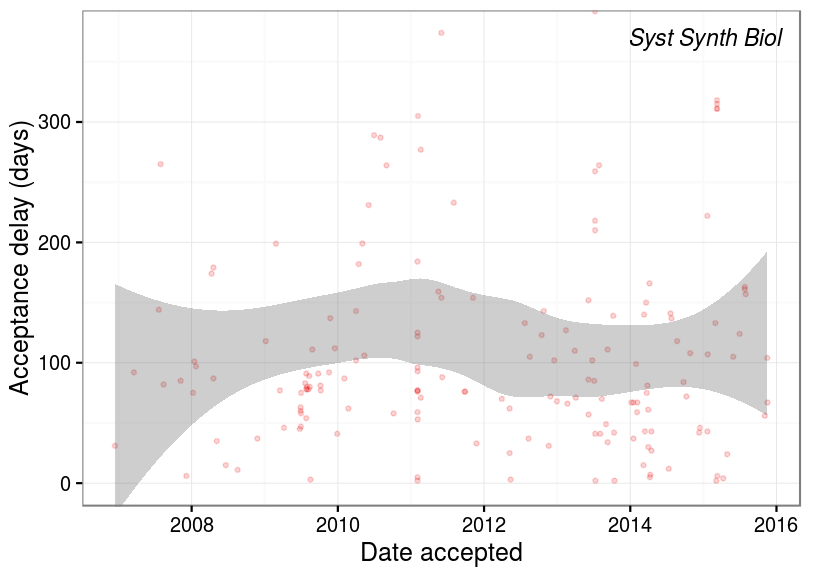 Syst Synth Biol
Acceptance delay (days)
300
200
100
0
2008 2010 2012 2014 2016
Date accepted